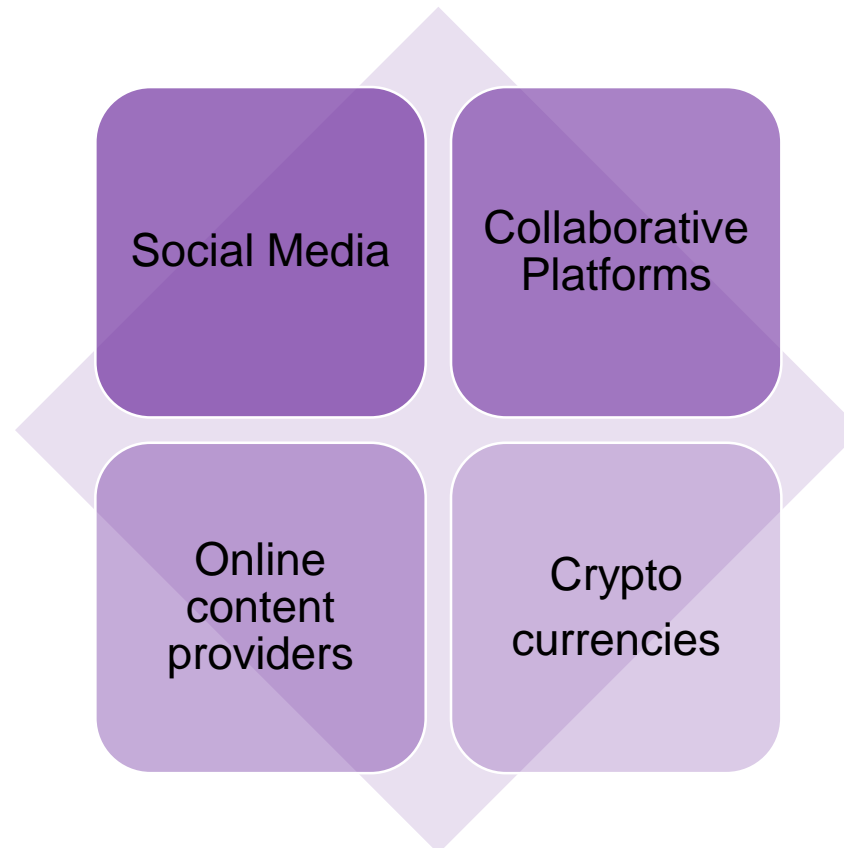 Social Media
Collaborative
Platforms
Online
content
providers
Crypto
currencies